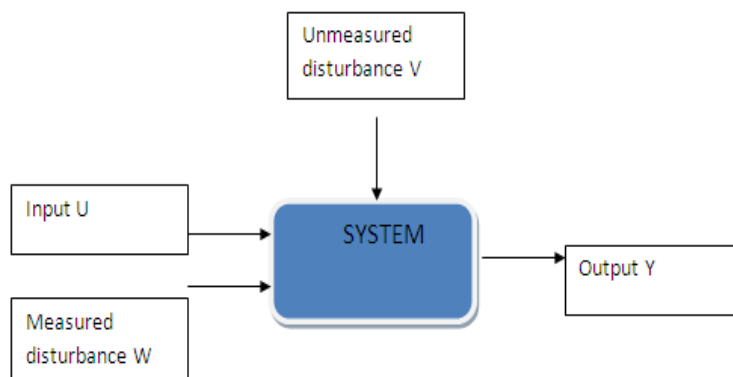 Unmeasured
disturbance V
Input U
SYSTEM
Output Y
Measured
disturbance W